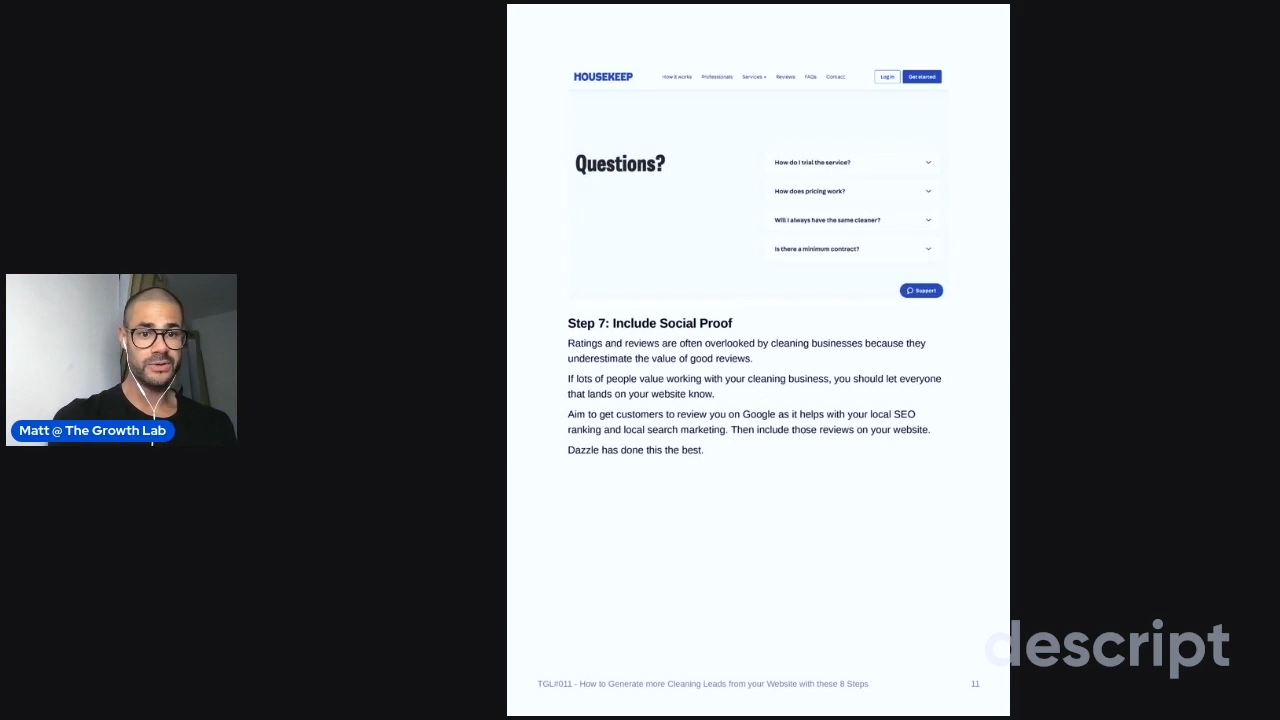 HOUSEKEEP
How it works Professionals Services Reviews FAQs Contact
Log in Get started
Questions?
How do I trial the service?
How does pricing work?
Will I always have the same cleaner?
Is there a minimum contract?
Support
Step 7: Include Social Proof
Ratings and reviews are often overlooked by cleaning businesses because they
underestimate the value of good reviews.
If lots of people value working with your cleaning business, you should let everyone
that lands on your website know.
Aim to get customers to review you on Google as it helps with your local SEO
ranking and local search marketing. Then include those reviews on your website.
Dazzle has done this the best.
Matt @ The Growth Lab
descript
TGL#011 - How to Generate more Cleaning Leads from your Website with these 8 Steps 11